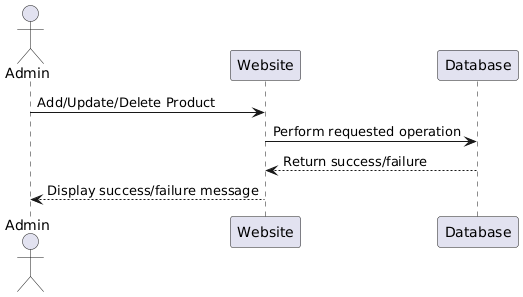 Admin
Website
Database
Add/Update/Delete Product
Perform requested operation
Return success/failure
Display success/failure message
Admin
Website
Database